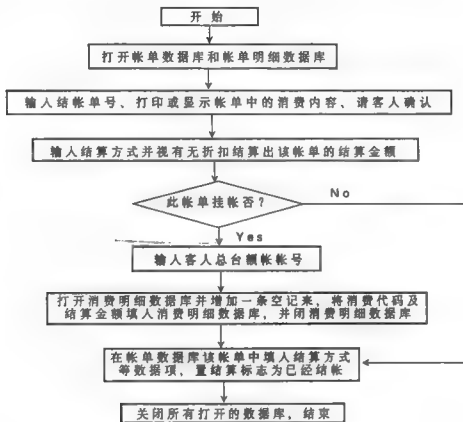 开始
打开帐单数据库和帐单明细数据库
输入结帐单号、打印或显示帐单中的消费内容、请客人确认
输入结算方式并视有无折扣结算出该帐单的结算金额
此帐单挂帐否？
No
Yes
输入客人总台额帐帐号
打开消费明细数据库并增加一条空记来，将消费代码及
结算金额填入消费明细数据库，并闭消费明细数据库
在帐单数据库该帐单中填入结算方式
等数据项、置结算标志为已经结帐
关闭所有打开的数据库，结束